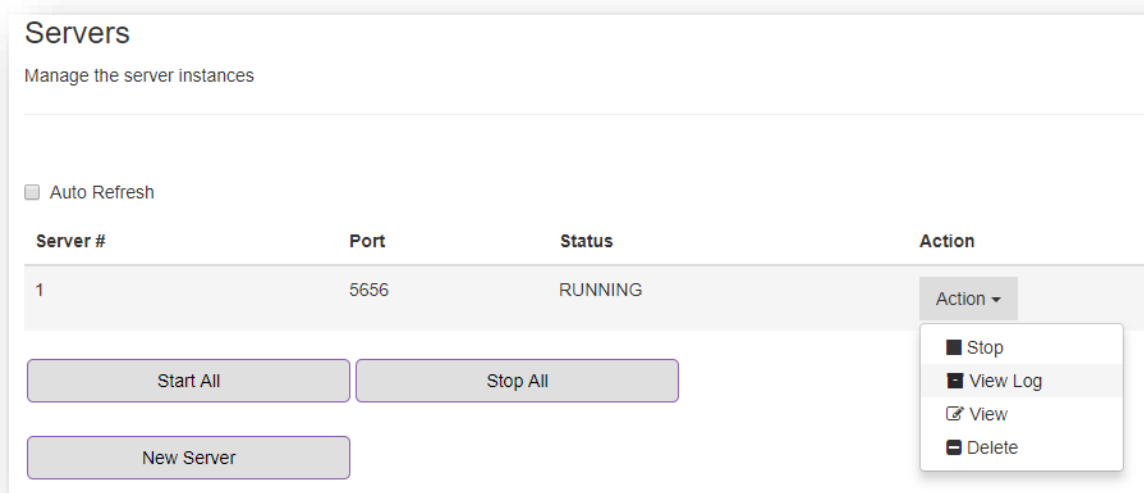 Servers
Manage the server instances
Auto Refresh
Server # Port Status Action
1 5656 RUNNING Action
Stop
View Log
View
Delete
Start All Stop All
New Server